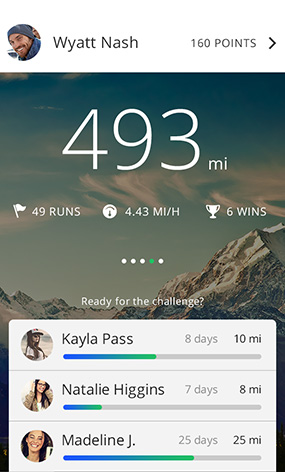 Wyatt Nash 160 POINTS
493 mi
49 RUNS 4.43 MI/H 6 WINS
Ready for the challenge?
Kayla Pass 8 days 10 mi
Natalie Higgins 7 days 8 mi
Madeline J. 25 days 25 mi